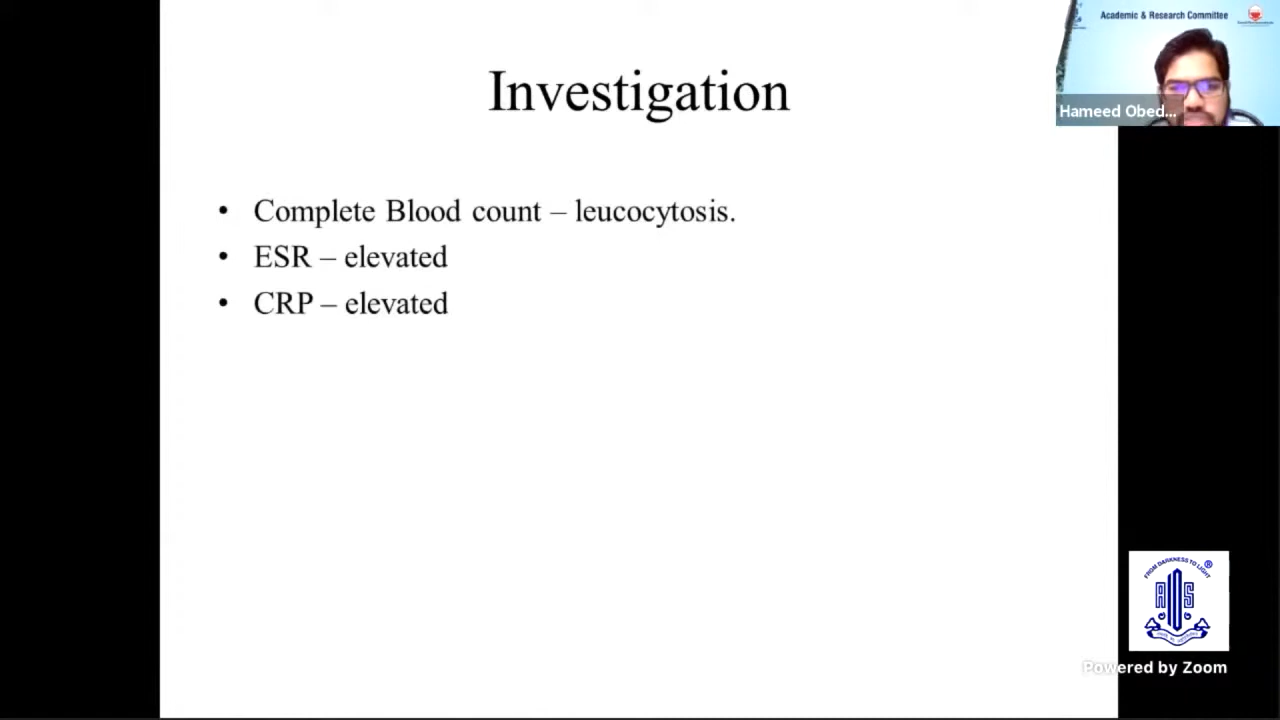 Academic & Research Committee
Investigation
Hameed Obed...
• Complete Blood count – leucocytosis.
• ESR – elevated
• CRP – elevated
FROM DARKNESS TO LIGHT ®
Powered by Zoom